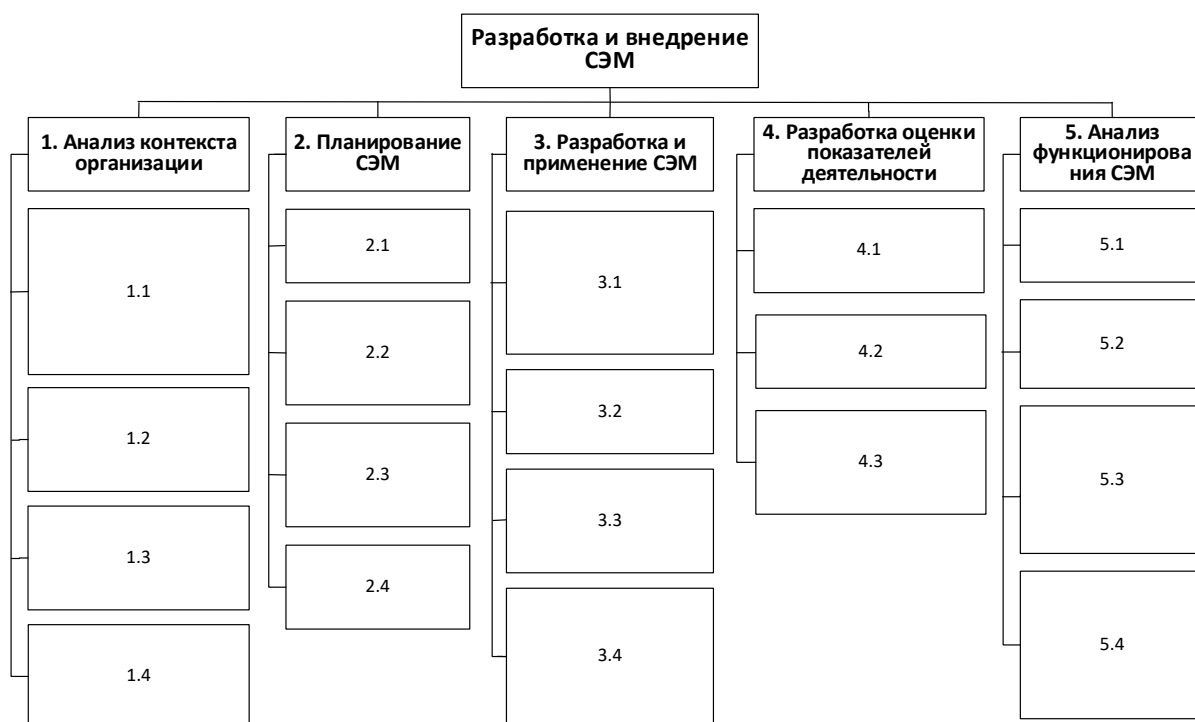 Разработка и внедрение
СЭМ
1. Анализ контекста
организации
2. Планирование
СЭМ
3. Разработка и
применение СЭМ
4. Разработка оценки
показателей
деятельности
5. Анализ
функционирова
ния СЭМ
1.1
1.2
1.3
1.4
2.1
2.2
2.3
2.4
3.1
3.2
3.3
3.4
4.1
4.2
4.3
5.1
5.2
5.3
5.4